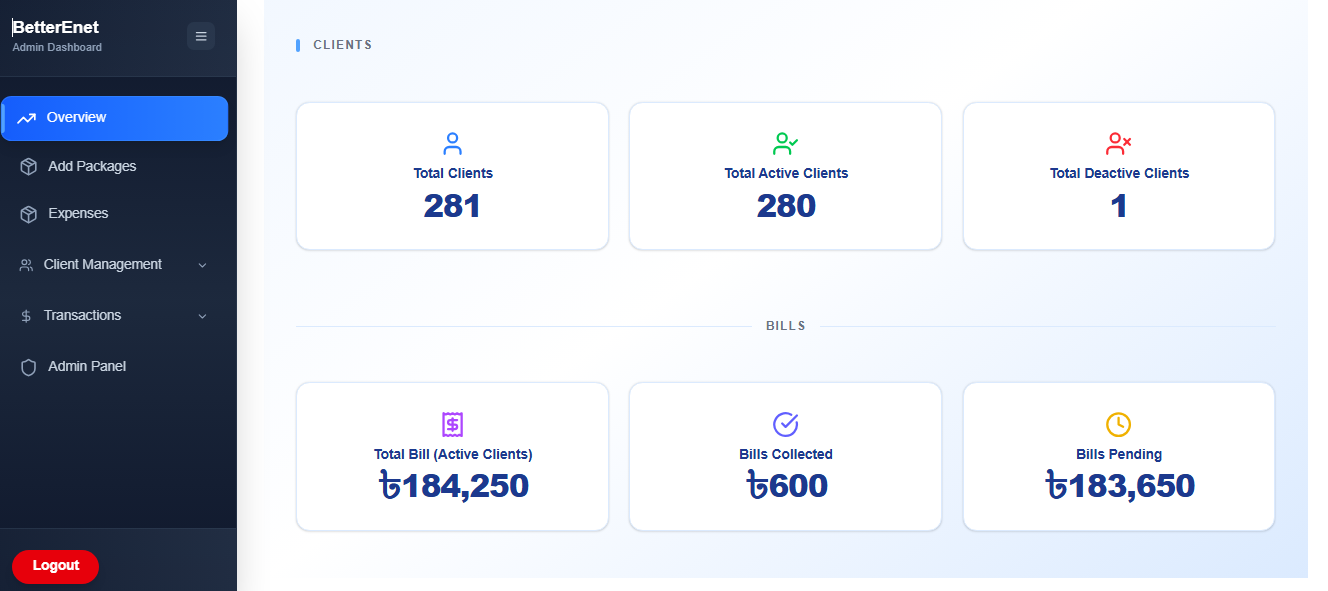 BetterEnet
Admin Dashboard
Overview
Add Packages
Expenses
Client Management
Transactions
Admin Panel
Logout
CLIENTS
Total Clients
281
Total Active Clients
280
Total Deactive Clients
1
BILLS
Total Bill (Active Clients)
৳184,250
Bills Collected
৳600
Bills Pending
৳183,650